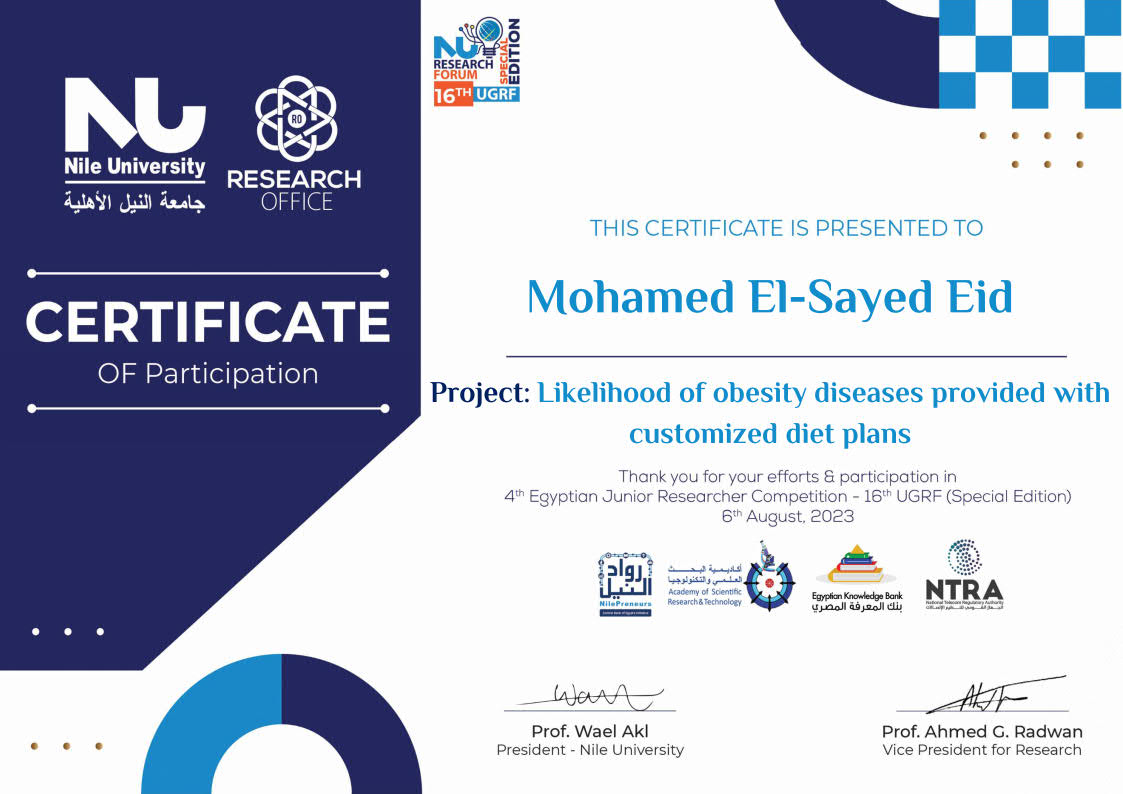 NU
Nile University
جامعة النيل الأهلية
RO
RESEARCH
OFFICE
CERTIFICATE
OF Participation
NU
RESEARCH
FORUM
SPECIAL
EDITION
16TH UGRF
THIS CERTIFICATE IS PRESENTED TO
Mohamed El-Sayed Eid
Project: Likelihood of obesity diseases provided with
customized diet plans
Thank you for your efforts & participation in
4th Egyptian Junior Researcher Competition - 16th UGRF (Special Edition)
6th August, 2023
رواد
النيل
NilePreneurs
أكاديمية البحث
العلمي والتكنولوجيا
Academy of Scientific
Research & Technology
Egyptian Knowledge Bank
بنك المعرفة المصري
NTRA
National Telecom Regulatory Authority
الجهاز القومي لتنظيم الاتصالات
Prof. Wael Akl
President - Nile University
Prof. Ahmed G. Radwan
Vice President for Research